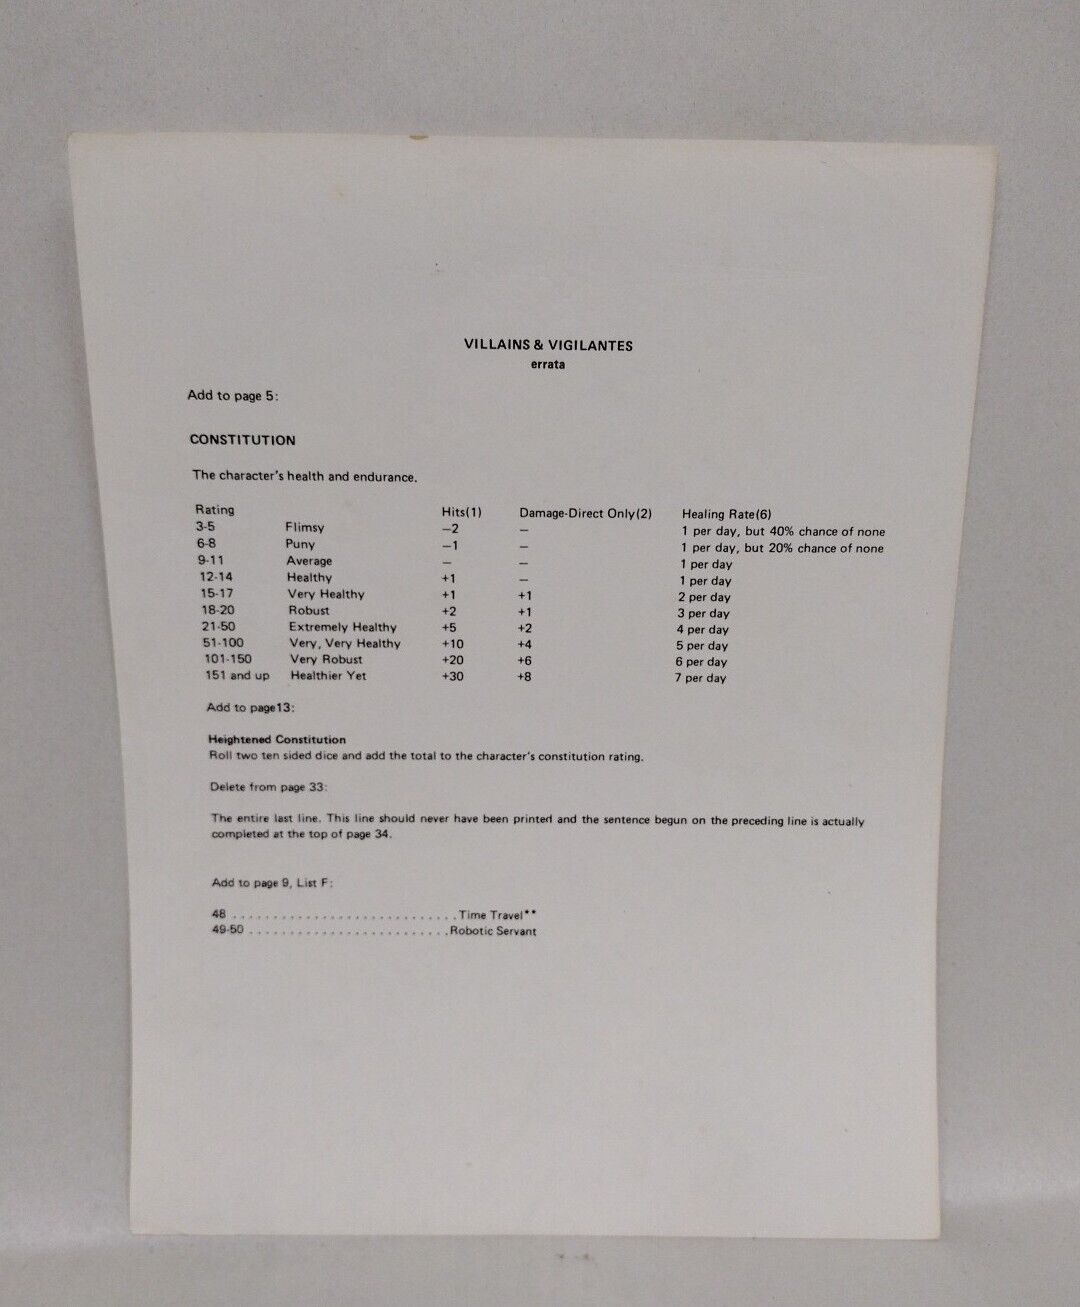 VILLAINS & VIGILANTES
errata
Add to page 5:
CONSTITUTION
The character's health and endurance.
Rating Hits(1) Damage-Direct Only(2) Healing Rate(6)
3-5 Flimsy —2 — 1 per day, but 40% chance of none
6-8 Puny —1 — 1 per day, but 20% chance of none
9-11 Average — — 1 per day
12-14 Healthy +1 — 1 per day
15-17 Very Healthy +1 +1 2 per day
18-20 Robust +2 +1 3 per day
21-50 Extremely Healthy +5 +2 4 per day
51-100 Very, Very Healthy +10 +4 5 per day
101-150 Very Robust +20 +6 6 per day
151 and up Healthier Yet +30 +8 7 per day
Add to page13:
Heightened Constitution
Roll two ten sided dice and add the total to the character's constitution rating.
Delete from page 33:
The entire last line. This line should never have been printed and the sentence begun on the preceding line is actually
completed at the top of page 34.
Add to page 9, List F:
48 . . . . . . . . . . . . . . . . . . . . . . . . . . . . Time Travel**
49-50 . . . . . . . . . . . . . . . . . . . . . . . . . Robotic Servant